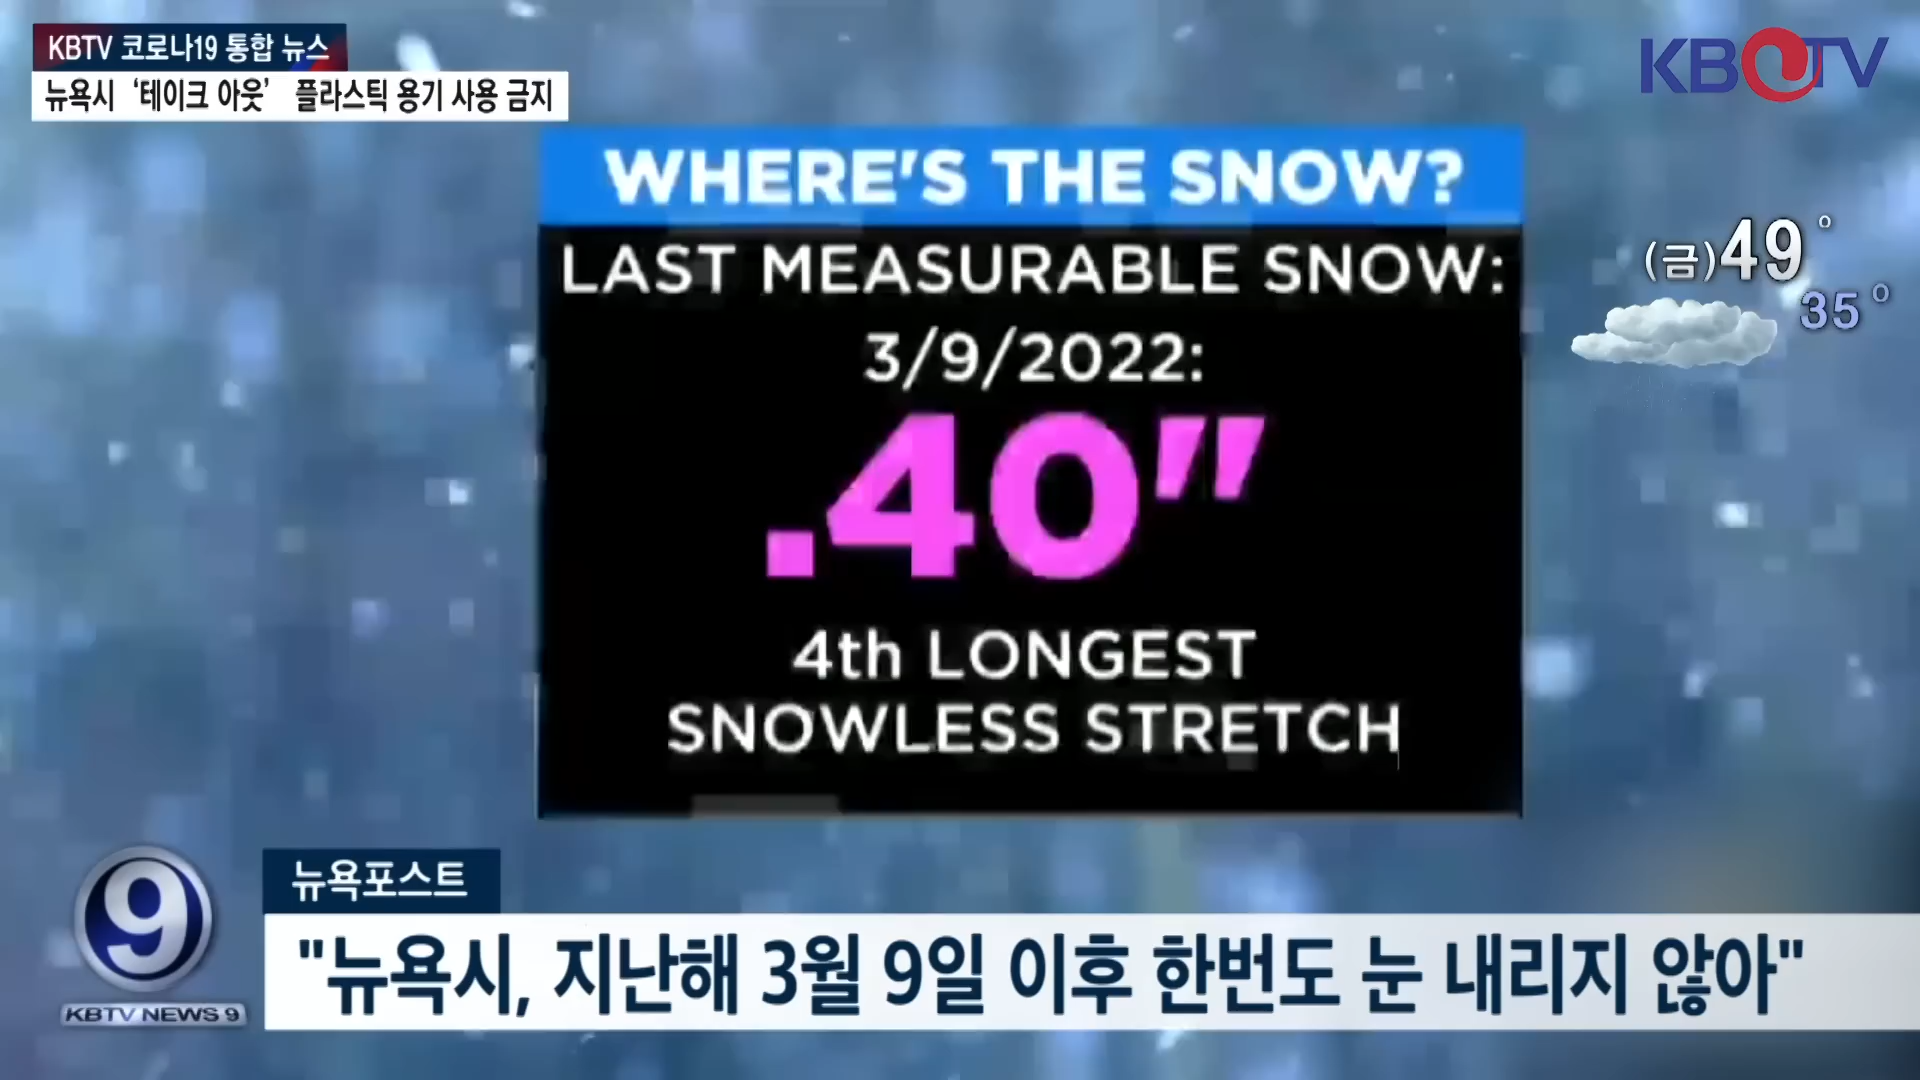 KBTV 코로나19 통합 뉴스
뉴욕시 ‘테이크 아웃’ 플라스틱 용기 사용 금지
KBTV
WHERE'S THE SNOW?
LAST MEASURABLE SNOW:
3/9/2022:
.40"
4th LONGEST
SNOWLESS STRETCH
(금)49°
35°
9
KBTV NEWS 9
뉴욕포스트
"뉴욕시, 지난해 3월 9일 이후 한번도 눈 내리지 않아"